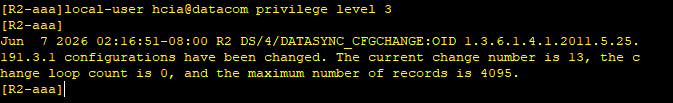 [R2-aaa]local-user hcia@datacom privilege level 3
[R2-aaa]
Jun  7 2026 02:16:51-08:00 R2 DS/4/DATASYNC_CFGCHANGE:OID 1.3.6.1.4.1.2011.5.25.
191.3.1 configurations have been changed. The current change number is 13, the c
hange loop count is 0, and the maximum number of records is 4095.
[R2-aaa]